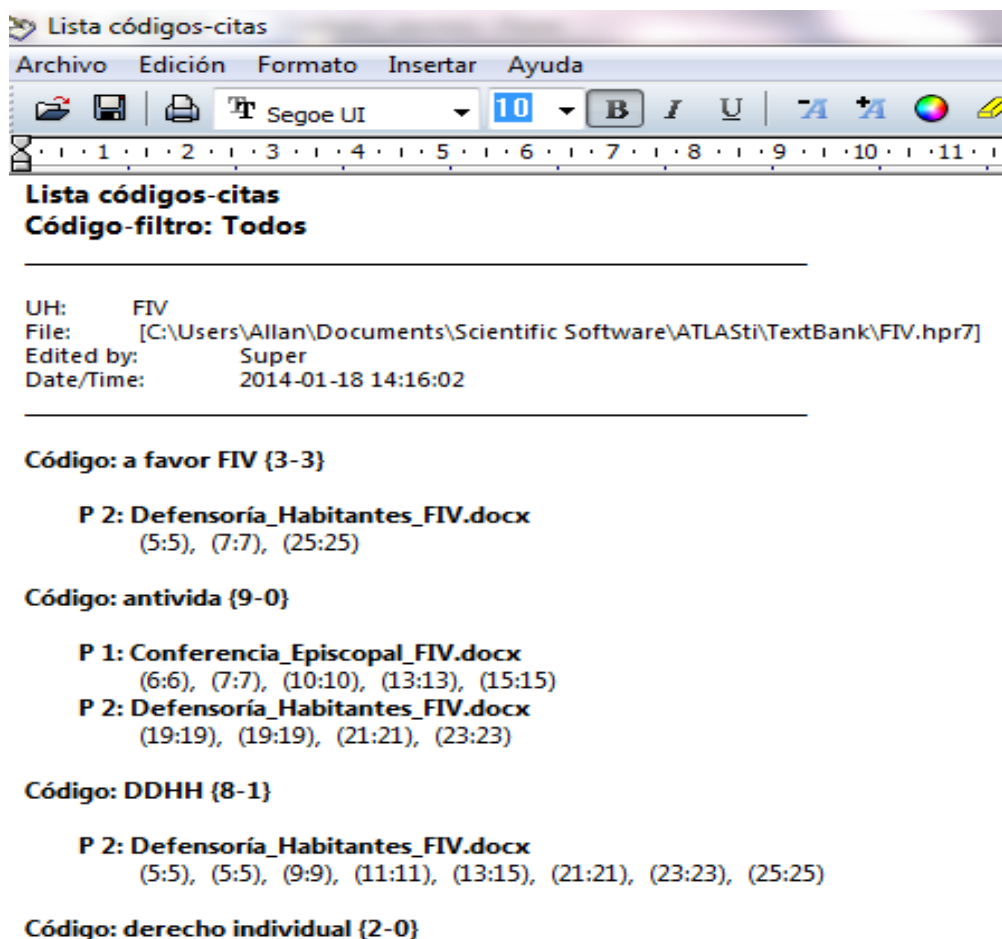 Lista códigos-citas
Archivo Edición Formato Insertar Ayuda
Segoe UI 10 B I U A A
1 2 3 4 5 6 7 8 9 10 11
Lista códigos-citas
Código-filtro: Todos
UH: FIV
File: [C:\Users\Allan\Documents\Scientific Software\ATLASti\TextBank\FIV.hpr7]
Edited by: Super
Date/Time: 2014-01-18 14:16:02
Código: a favor FIV {3-3}
P 2: Defensoría_Habitantes_FIV.docx
(5:5), (7:7), (25:25)
Código: antivida {9-0}
P 1: Conferencia_Episcopal_FIV.docx
(6:6), (7:7), (10:10), (13:13), (15:15)
P 2: Defensoría_Habitantes_FIV.docx
(19:19), (19:19), (21:21), (23:23)
Código: DDHH {8-1}
P 2: Defensoría_Habitantes_FIV.docx
(5:5), (5:5), (9:9), (11:11), (13:15), (21:21), (23:23), (25:25)
Código: derecho individual {2-0}